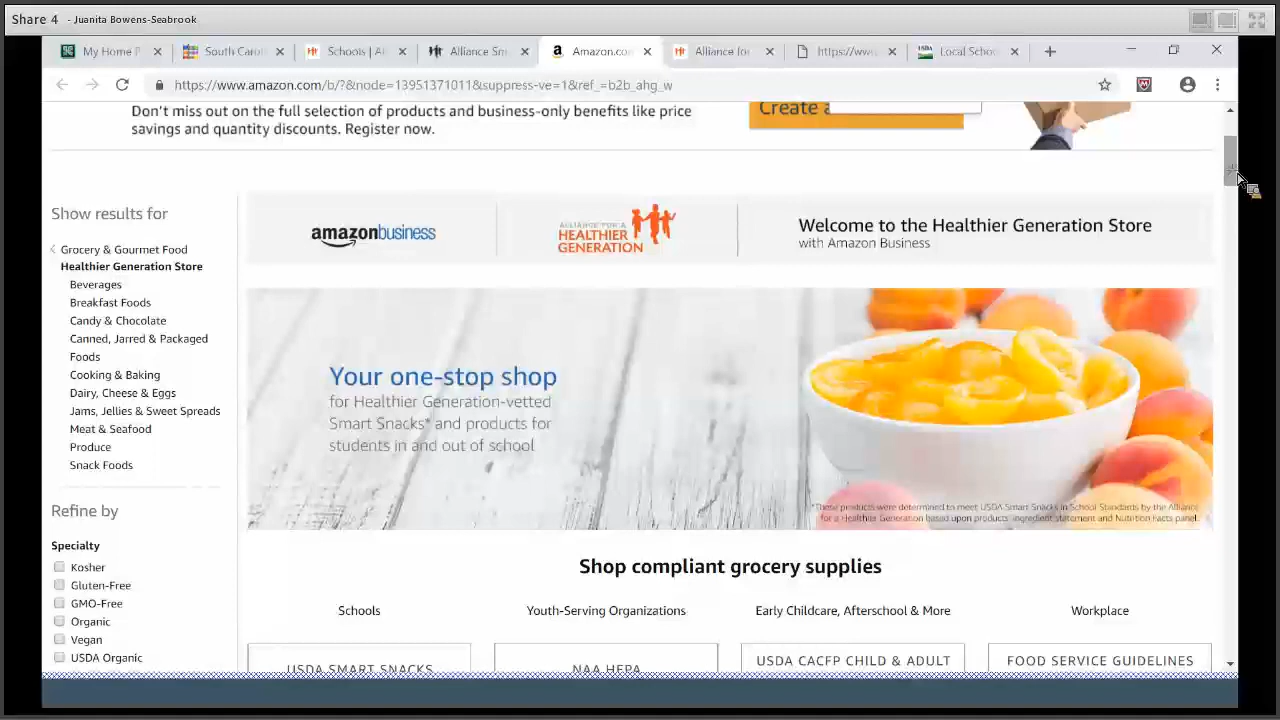 Share 4 - Juanita Bowens-Seabrook
My Home P
South Carol
Schools | Al
Alliance Sm
Amazon.co
Alliance for
https://www
USDA
Local Schoo
https://www.amazon.com/b/?&node=13951371011&suppress-ve=1&ref_=b2b_ahg_w
Don't miss out on the full selection of products and business-only benefits like price
savings and quantity discounts. Register now.
Create a
Show results for
Grocery & Gourmet Food
Healthier Generation Store
Beverages
Breakfast Foods
Candy & Chocolate
Canned, Jarred & Packaged
Foods
Cooking & Baking
Dairy, Cheese & Eggs
Jams, Jellies & Sweet Spreads
Meat & Seafood
Produce
Snack Foods
Refine by
Specialty
Kosher
Gluten-Free
GMO-Free
Organic
Vegan
USDA Organic
amazonbusiness
ALLIANCE FOR A
HEALTHIER
GENERATION
Welcome to the Healthier Generation Store
with Amazon Business
Your one-stop shop
for Healthier Generation-vetted
Smart Snacks* and products for
students in and out of school
*These products were determined to meet USDA Smart Snacks in School Standards by the Alliance
for a Healthier Generation based upon products' ingredient statement and Nutrition Facts panel.
Shop compliant grocery supplies
Schools
Youth-Serving Organizations
Early Childcare, Afterschool & More
Workplace
USDA SMART SNACKS
NAA HEPA
USDA CACFP CHILD & ADULT
FOOD SERVICE GUIDELINES